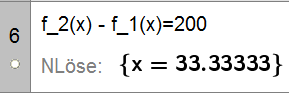 6
f_2(x) - f_1(x)=200
NLöse: {x = 33.33333}